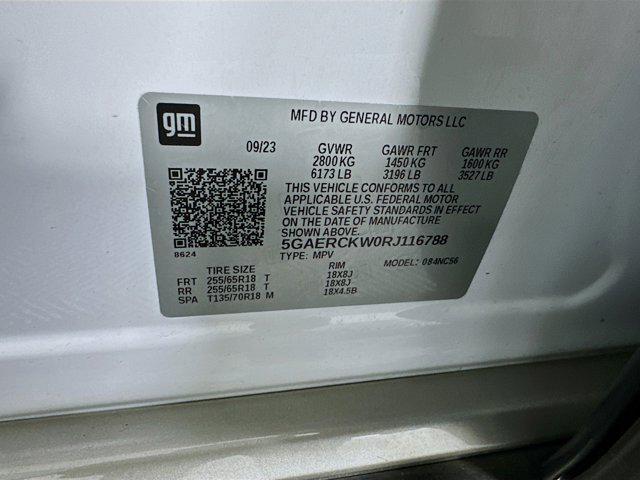 gm
MFD BY GENERAL MOTORS LLC
09/23 GVWR GAWR FRT GAWR RR
2800 KG 1450 KG 1600 KG
6173 LB 3196 LB 3527 LB
THIS VEHICLE CONFORMS TO ALL
APPLICABLE U.S. FEDERAL MOTOR
VEHICLE SAFETY STANDARDS IN EFFECT
ON THE DATE OF MANUFACTURE
SHOWN ABOVE.
5GAERCKW0RJ116788
8624
TYPE: MPV MODEL: 084NC56
TIRE SIZE RIM
FRT 255/65R18 T 18X8J
RR 255/65R18 T 18X8J
SPA T135/70R18 M 18X4.5B